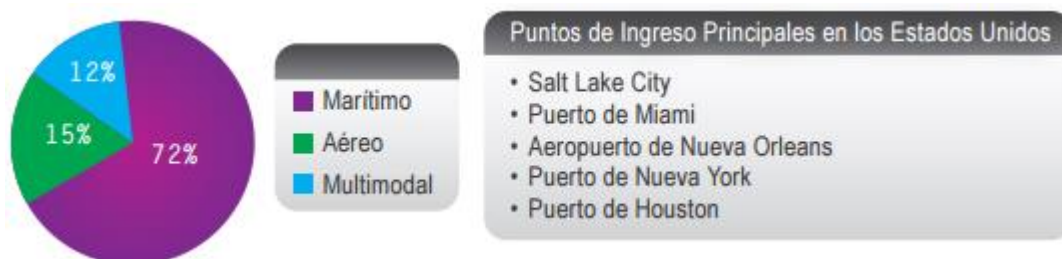 12%
15%
72%
Marítimo
Aéreo
Multimodal
Puntos de Ingreso Principales en los Estados Unidos
• Salt Lake City
• Puerto de Miami
• Aeropuerto de Nueva Orleans
• Puerto de Nueva York
• Puerto de Houston